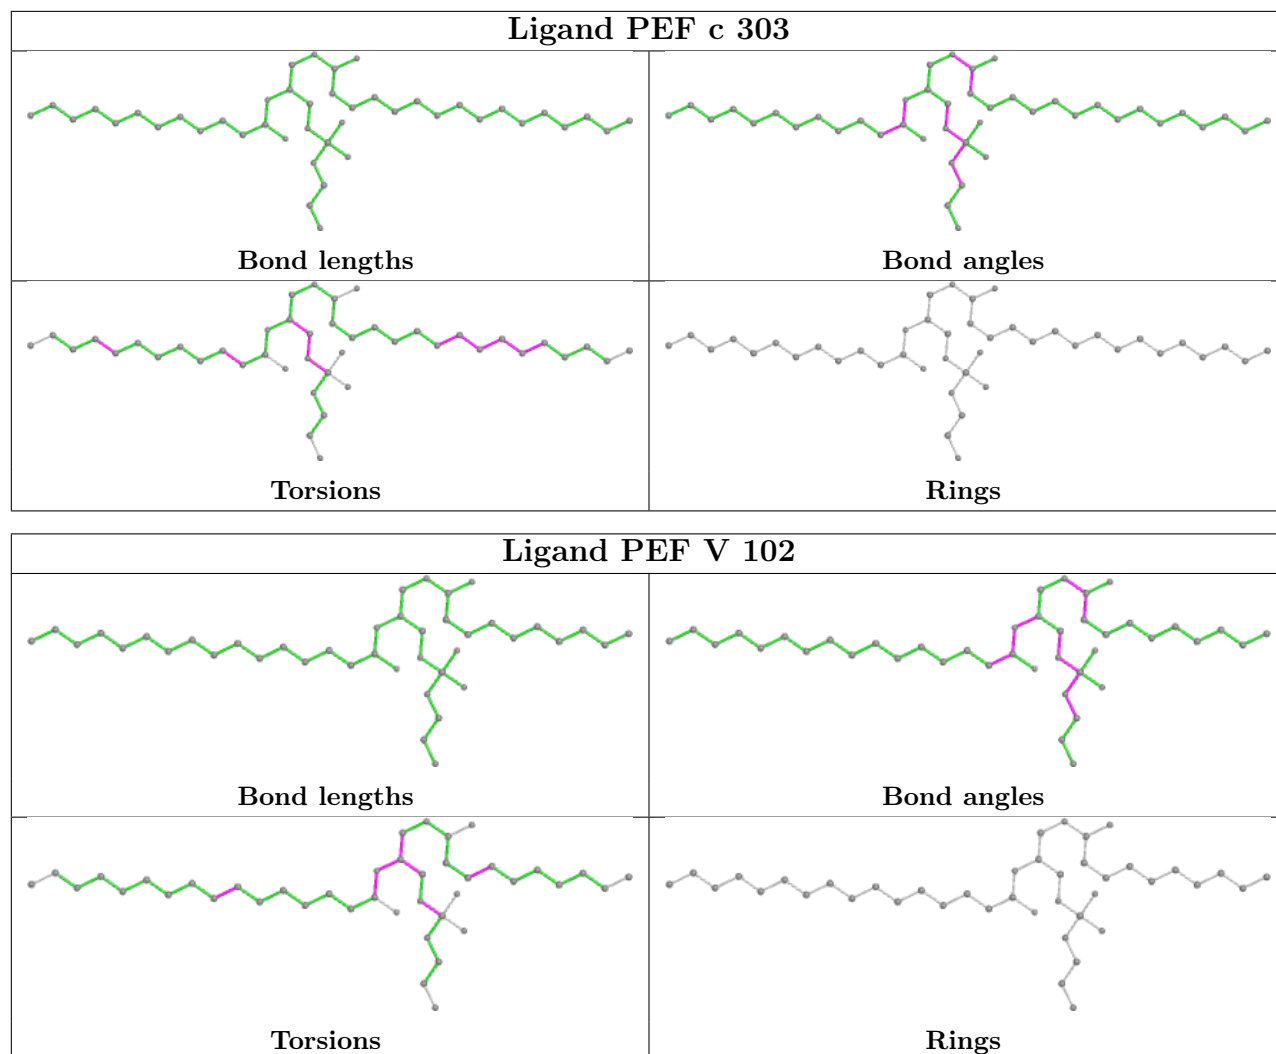 Ligand PEF c 303
Bond lengths
Bond angles
Torsions
Rings
Ligand PEF V 102
Bond lengths
Bond angles
Torsions
Rings